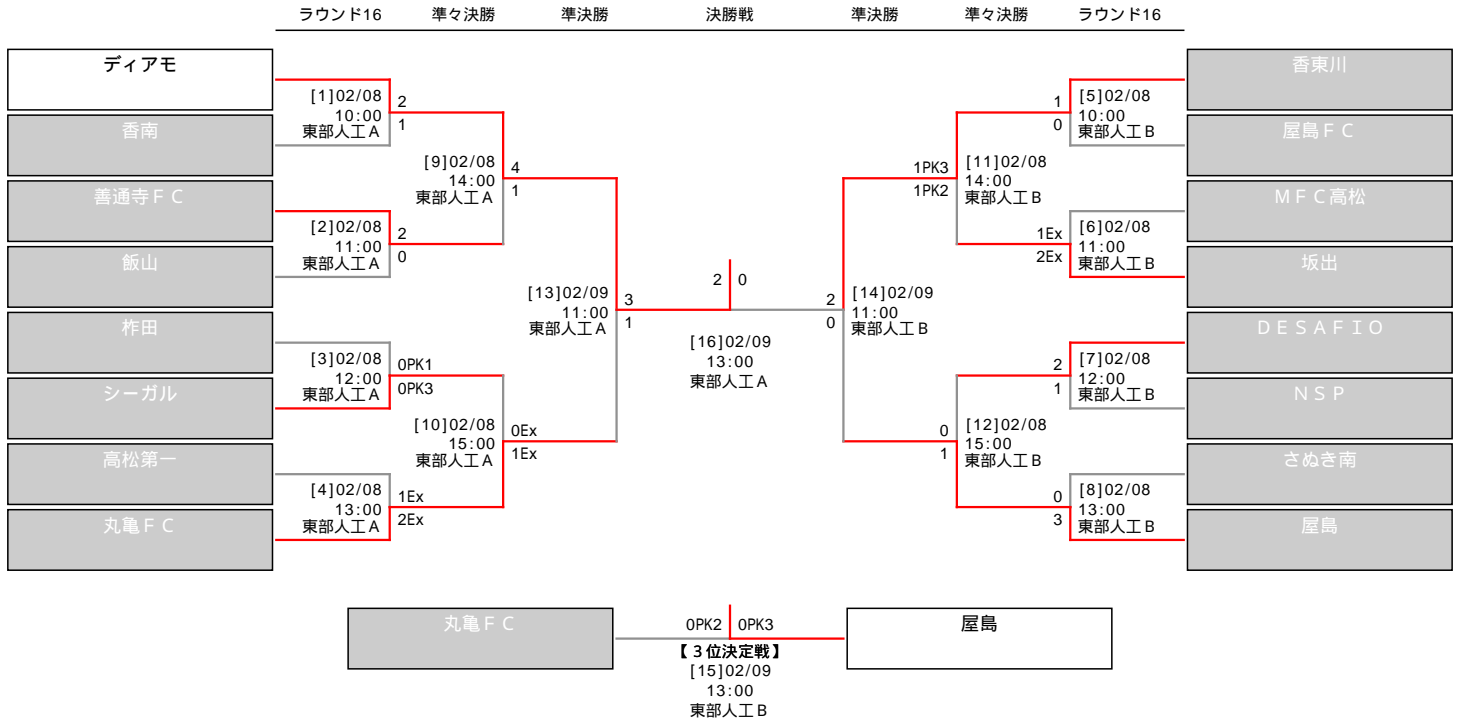 ラウンド16 準々決勝 準決勝 決勝戦 準決勝 準々決勝 ラウンド16
ディアモ
香南
善通寺ＦＣ
飯山
柞田
シーガル
高松第一
丸亀ＦＣ
[1]02/08
10:00
東部人工Ａ
2
1
[2]02/08
11:00
東部人工Ａ
2
0
[3]02/08
12:00
東部人工Ａ
0PK1
0PK3
[4]02/08
13:00
東部人工Ａ
1Ex
2Ex
[9]02/08
14:00
東部人工Ａ
4
1
[10]02/08
15:00
東部人工Ａ
0Ex
1Ex
[13]02/09
11:00
東部人工Ａ
3
1
2 0
[16]02/09
13:00
東部人工Ａ
2
0
[14]02/09
11:00
東部人工Ｂ
1PK3
1PK2
[11]02/08
14:00
東部人工Ｂ
0
1
[12]02/08
15:00
東部人工Ｂ
1
0
[5]02/08
10:00
東部人工Ｂ
1Ex
2Ex
[6]02/08
11:00
東部人工Ｂ
2
1
[7]02/08
12:00
東部人工Ｂ
0
3
[8]02/08
13:00
東部人工Ｂ
香東川
屋島ＦＣ
ＭＦＣ高松
坂出
ＤＥＳＡＦＩＯ
ＮＳＰ
さぬき南
屋島
丸亀ＦＣ 0PK2 0PK3 屋島
【３位決定戦】
[15]02/09
13:00
東部人工Ｂ